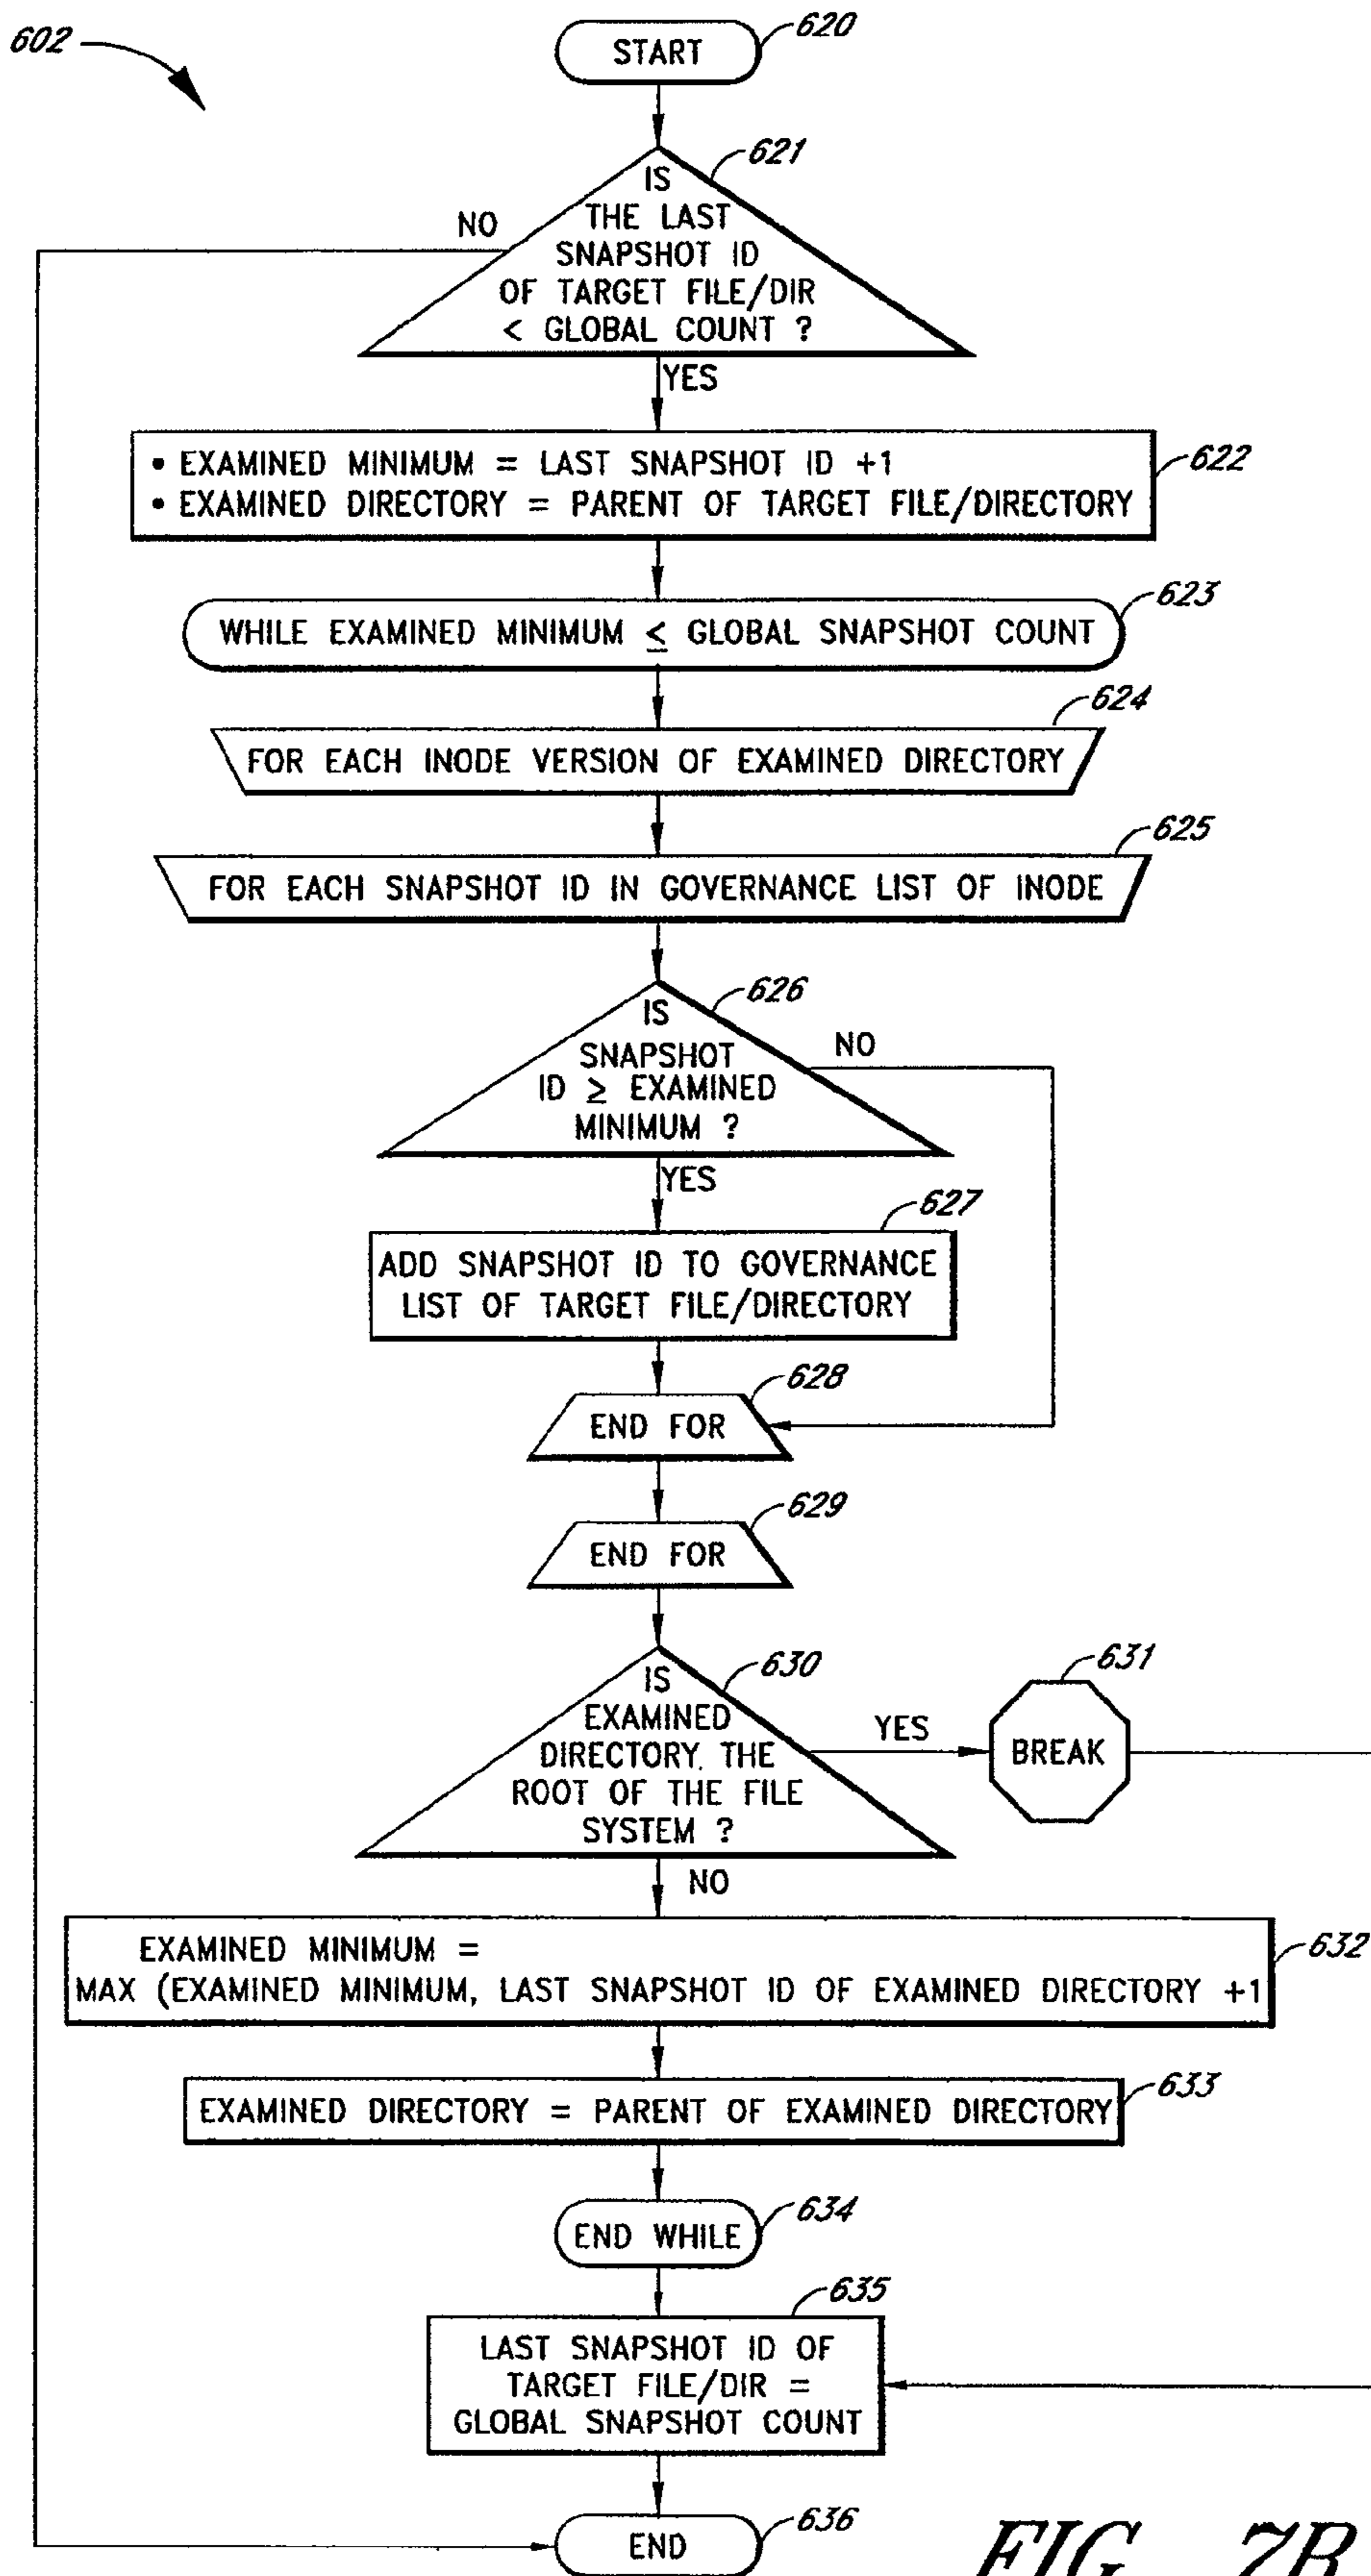 602
START
620
IS
THE LAST
SNAPSHOT ID
OF TARGET FILE/DIR
< GLOBAL COUNT ?
621
NO
YES
• EXAMINED MINIMUM = LAST SNAPSHOT ID +1
• EXAMINED DIRECTORY = PARENT OF TARGET FILE/DIRECTORY
622
WHILE EXAMINED MINIMUM ≤ GLOBAL SNAPSHOT COUNT
623
FOR EACH INODE VERSION OF EXAMINED DIRECTORY
624
FOR EACH SNAPSHOT ID IN GOVERNANCE LIST OF INODE
625
IS
SNAPSHOT
ID ≥ EXAMINED
MINIMUM ?
626
NO
YES
ADD SNAPSHOT ID TO GOVERNANCE
LIST OF TARGET FILE/DIRECTORY
627
END FOR
628
END FOR
629
IS
EXAMINED
DIRECTORY THE
ROOT OF THE FILE
SYSTEM ?
630
YES
BREAK
631
NO
EXAMINED MINIMUM =
MAX (EXAMINED MINIMUM, LAST SNAPSHOT ID OF EXAMINED DIRECTORY +1
632
EXAMINED DIRECTORY = PARENT OF EXAMINED DIRECTORY
633
END WHILE
634
LAST SNAPSHOT ID OF
TARGET FILE/DIR =
GLOBAL SNAPSHOT COUNT
635
END
636
FIG. 7B